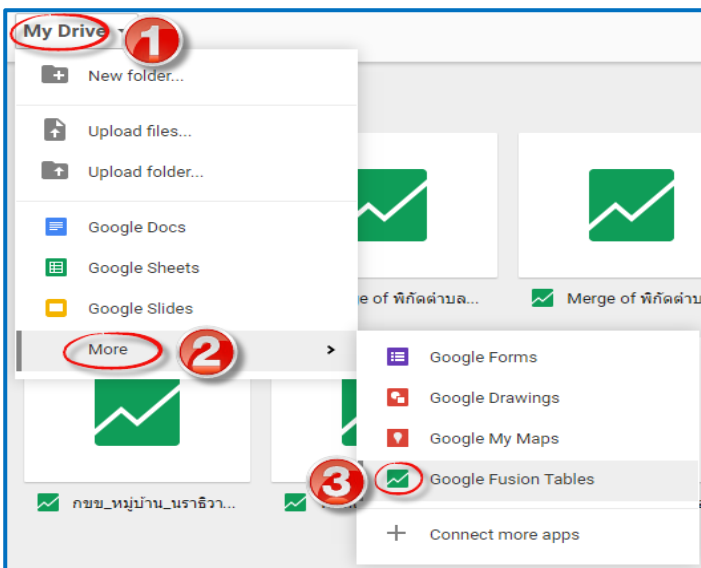 My Drive
1
New folder...
Upload files...
Upload folder...
Google Docs
Google Sheets
Google Slides
More
2
e of พิกัดตำบล...
Merge of พิกัดตำบ
Google Forms
Google Drawings
Google My Maps
3
Google Fusion Tables
กขข_หมู่บ้าน_นราธิวา...
Connect more apps